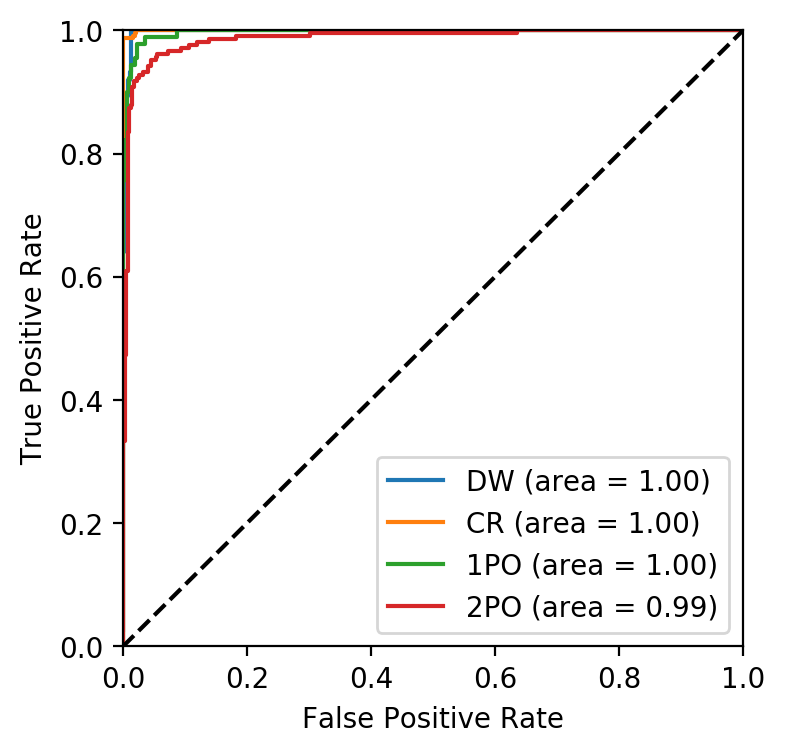 1.0
0.8
0.6
0.4
0.2
0.0
True Positive Rate
DW (area = 1.00)
CR (area = 1.00)
1PO (area = 1.00)
2PO (area = 0.99)
0.0 0.2 0.4 0.6 0.8 1.0
False Positive Rate